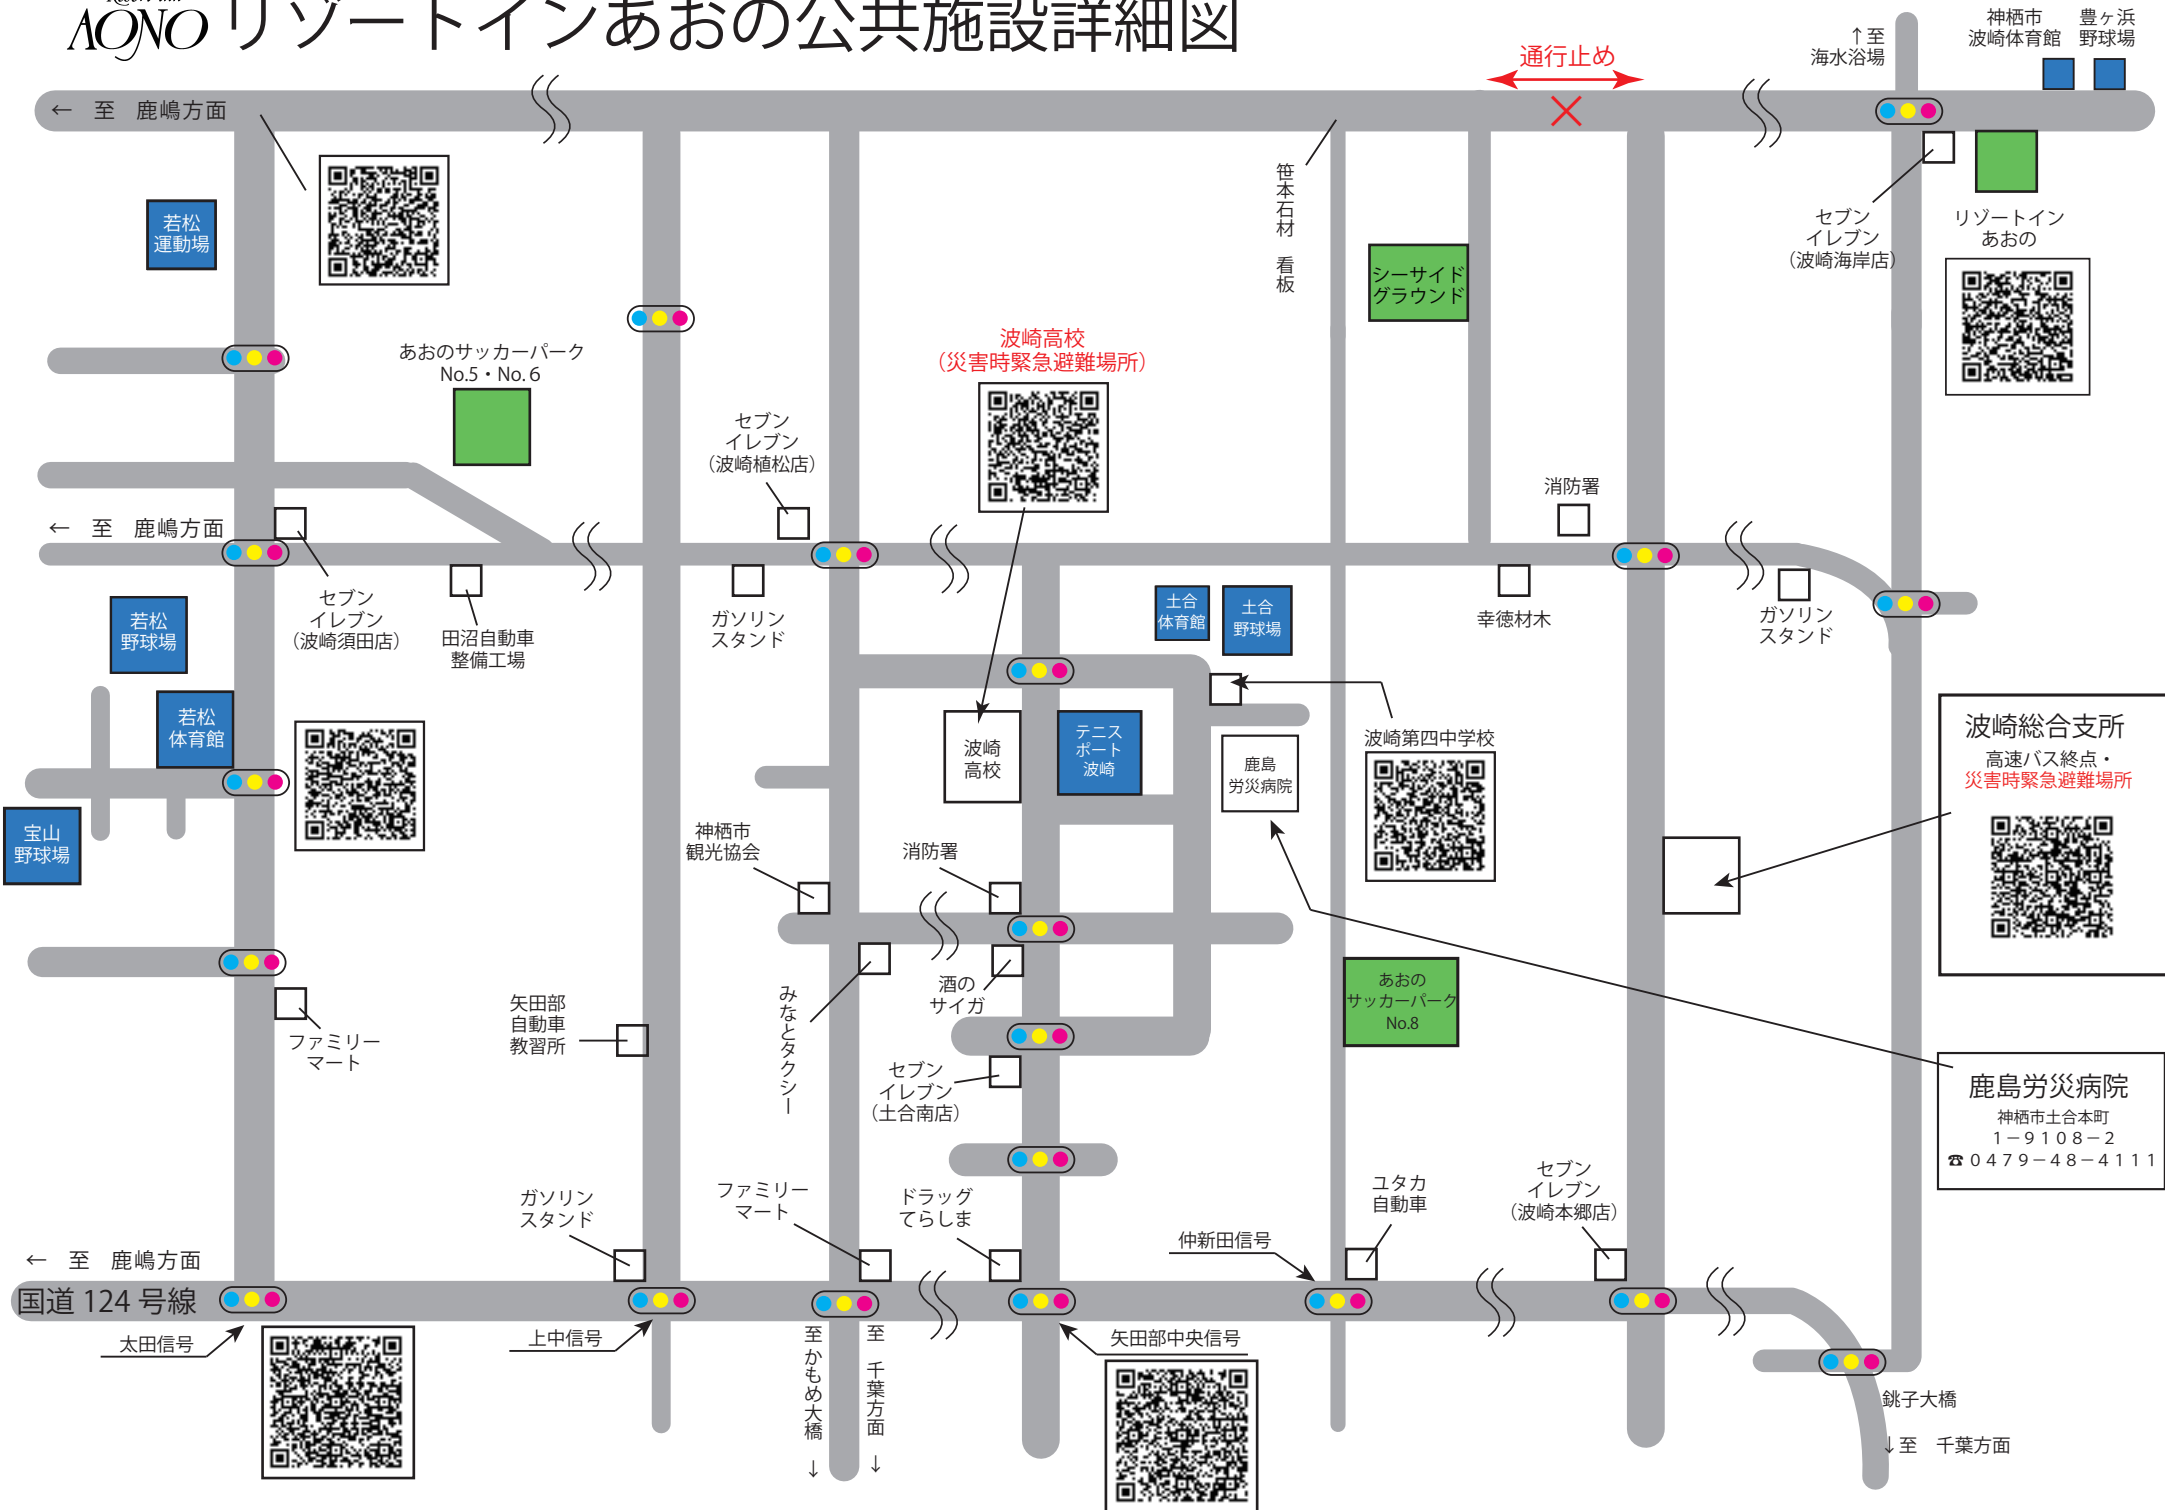 AONO リゾートインあおの公共施設詳細図
神栖市
波崎体育館
豊ヶ浜
野球場
↑至
海水浴場
通行止め
← 至 鹿嶋方面
笹本石材 看板
若松
運動場
シーサイド
グラウンド
セブン
イレブン
（波崎海岸店）
リゾートイン
あおの
あおのサッカーパーク
No.5・No.6
波崎高校
（災害時緊急避難場所）
セブン
イレブン
（波崎植松店）
消防署
← 至 鹿嶋方面
セブン
イレブン
（波崎須田店）
田沼自動車
整備工場
ガソリン
スタンド
土合
体育館
土合
野球場
幸徳材木
ガソリン
スタンド
若松
野球場
若松
体育館
波崎
高校
テニス
ポート
波崎
鹿島
労災病院
波崎第四中学校
波崎総合支所
高速バス終点・
災害時緊急避難場所
宝山
野球場
神栖市
観光協会
消防署
みなとタクシー
酒の
サイガ
あおの
サッカーパーク
No.8
矢田部
自動車
教習所
ファミリー
マート
セブン
イレブン
（土合南店）
鹿島労災病院
神栖市土合本町
１－９１０８－２
☎０４７９－４８－４１１１
ガソリン
スタンド
ファミリー
マート
ドラッグ
てらしま
仲新田信号
ユタカ
自動車
セブン
イレブン
（波崎本郷店）
← 至 鹿嶋方面
国道 124 号線
太田信号
上中信号
至 かもめ大橋 ↓
至 千葉方面 ↓
矢田部中央信号
銚子大橋
↓至 千葉方面